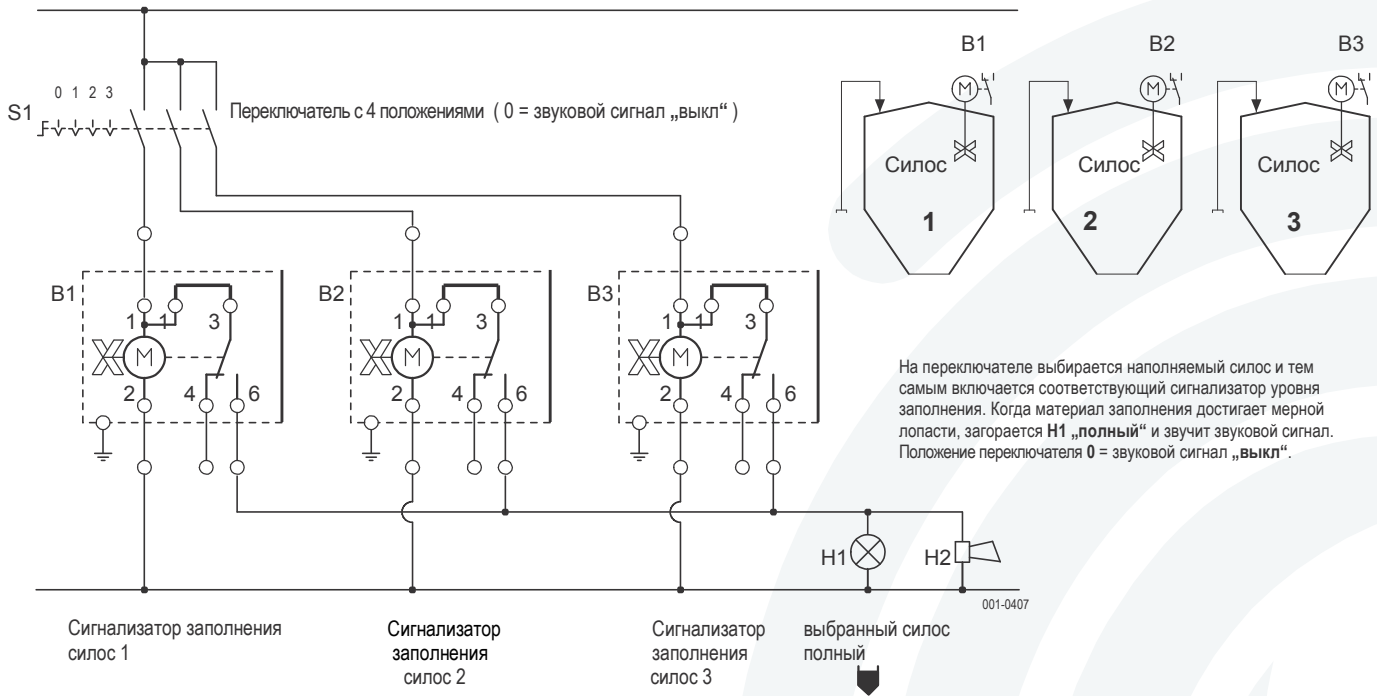 S1
0 1 2 3
Переключатель с 4 положениями ( 0 = звуковой сигнал „выкл“ )
B1
B2
B3
M
M
M
Силос
1
Силос
2
Силос
3
B1
1
1
3
M
2
4
6
B2
1
1
3
M
2
4
6
B3
1
1
3
M
2
4
6
На переключателе выбирается наполняемый силос и тем
самым включается соответствующий сигнализатор уровня
заполнения. Когда материал заполнения достигает мерной
лопасти, загорается H1 „полный“ и звучит звуковой сигнал.
Положение переключателя 0 = звуковой сигнал „выкл“.
H1
H2
001-0407
Сигнализатор заполнения
силос 1
Сигнализатор
заполнения
силос 2
Сигнализатор
заполнения
силос 3
выбранный силос
полный